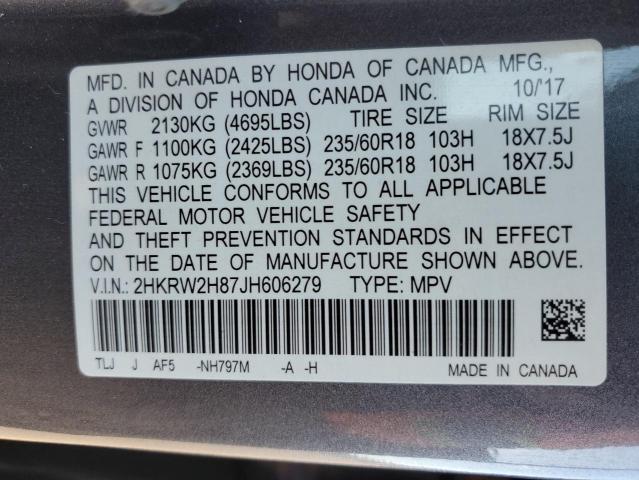 MFD. IN CANADA BY HONDA OF CANADA MFG.,
A DIVISION OF HONDA CANADA INC. 10/'17
GVWR 2130KG (4695LBS) TIRE SIZE RIM SIZE
GAWR F 1100KG (2425LBS) 235/60R18 103H 18X7.5J
GAWR R 1075KG (2369LBS) 235/60R18 103H 18X7.5J
THIS VEHICLE CONFORMS TO ALL APPLICABLE
FEDERAL MOTOR VEHICLE SAFETY
AND THEFT PREVENTION STANDARDS IN EFFECT
ON THE DATE OF MANUFACTURE SHOWN ABOVE.
V.I.N.: 2HKRW2H87JH606279 TYPE: MPV
TLJ J AF5 -NH797M -A -H MADE IN CANADA